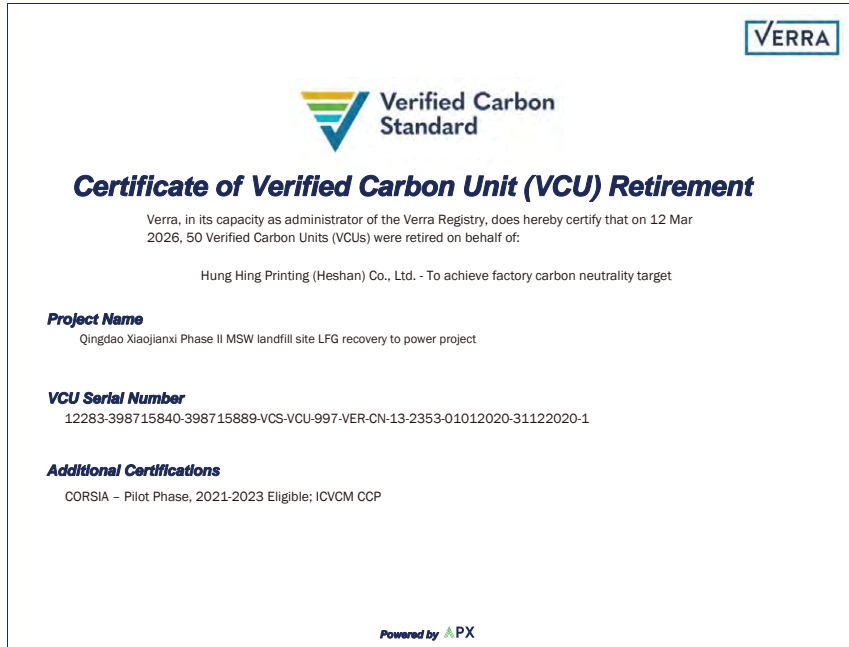 VERRA
Verified Carbon
Standard
Certificate of Verified Carbon Unit (VCU) Retirement
Verra, in its capacity as administrator of the Verra Registry, does hereby certify that on 12 Mar
2026, 50 Verified Carbon Units (VCUs) were retired on behalf of:
Hung Hing Printing (Heshan) Co., Ltd. - To achieve factory carbon neutrality target
Project Name
Qingdao Xiaojianxi Phase II MSW landfill site LFG recovery to power project
VCU Serial Number
12283-398715840-398715889-VCS-VCU-997-VER-CN-13-2353-01012020-31122020-1
Additional Certifications
CORSIA – Pilot Phase, 2021-2023 Eligible; ICVCM CCP
Powered by APX